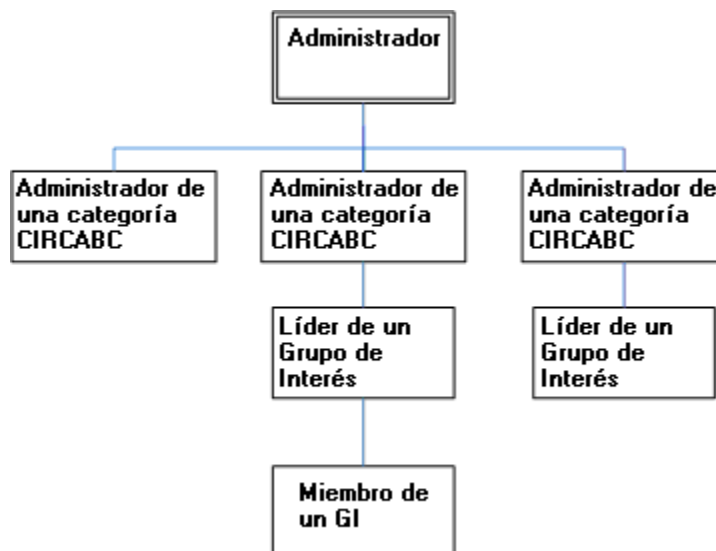 Administrador
Administrador de
una categoría
CIRCABC
Administrador de
una categoría
CIRCABC
Administrador de
una categoría
CIRCABC
Líder de un
Grupo de
Interés
Líder de un
Grupo de
Interés
Miembro de
un GI